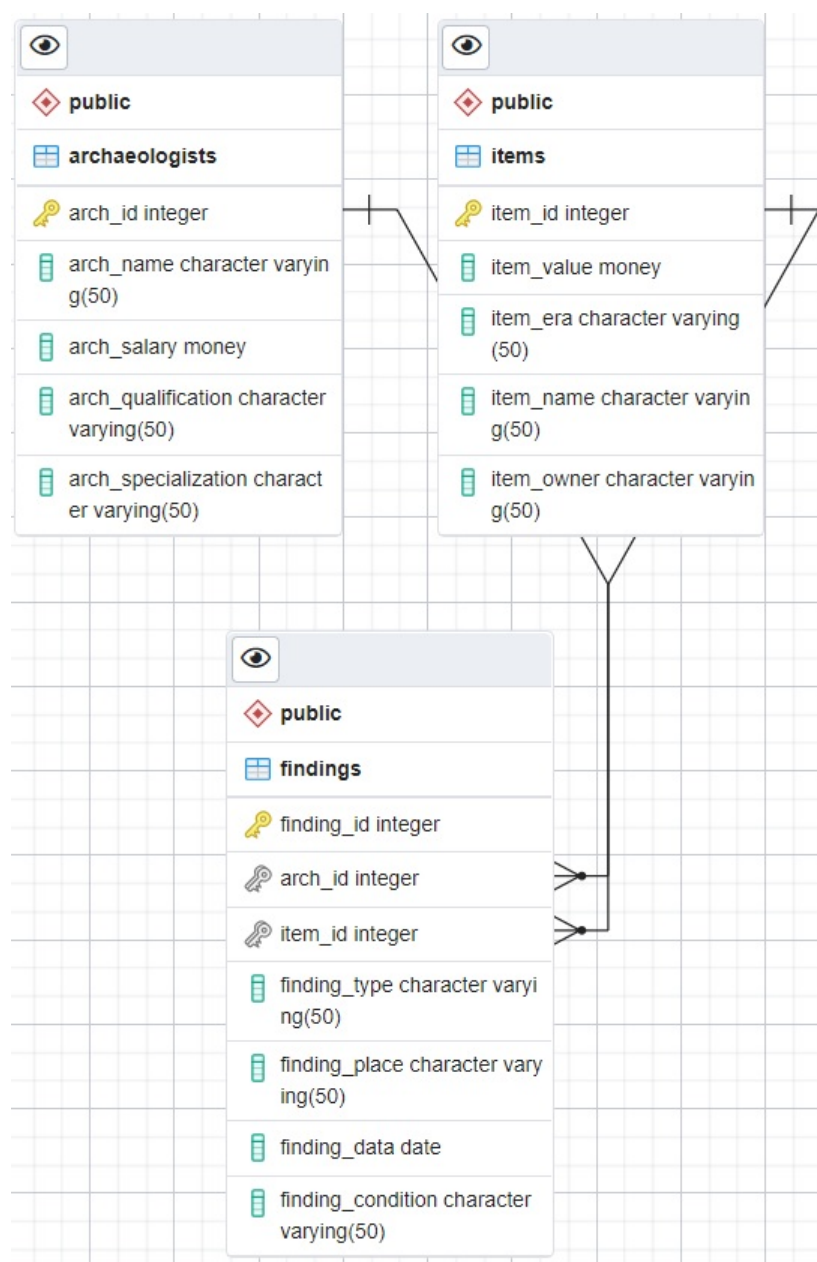 public
archaeologists
arch_id integer
arch_name character varyin
g(50)
arch_salary money
arch_qualification character
varying(50)
arch_specialization charact
er varying(50)
public
items
item_id integer
item_value money
item_era character varying
(50)
item_name character varyin
g(50)
item_owner character varyin
g(50)
public
findings
finding_id integer
arch_id integer
item_id integer
finding_type character varyi
ng(50)
finding_place character vary
ing(50)
finding_data date
finding_condition character
varying(50)